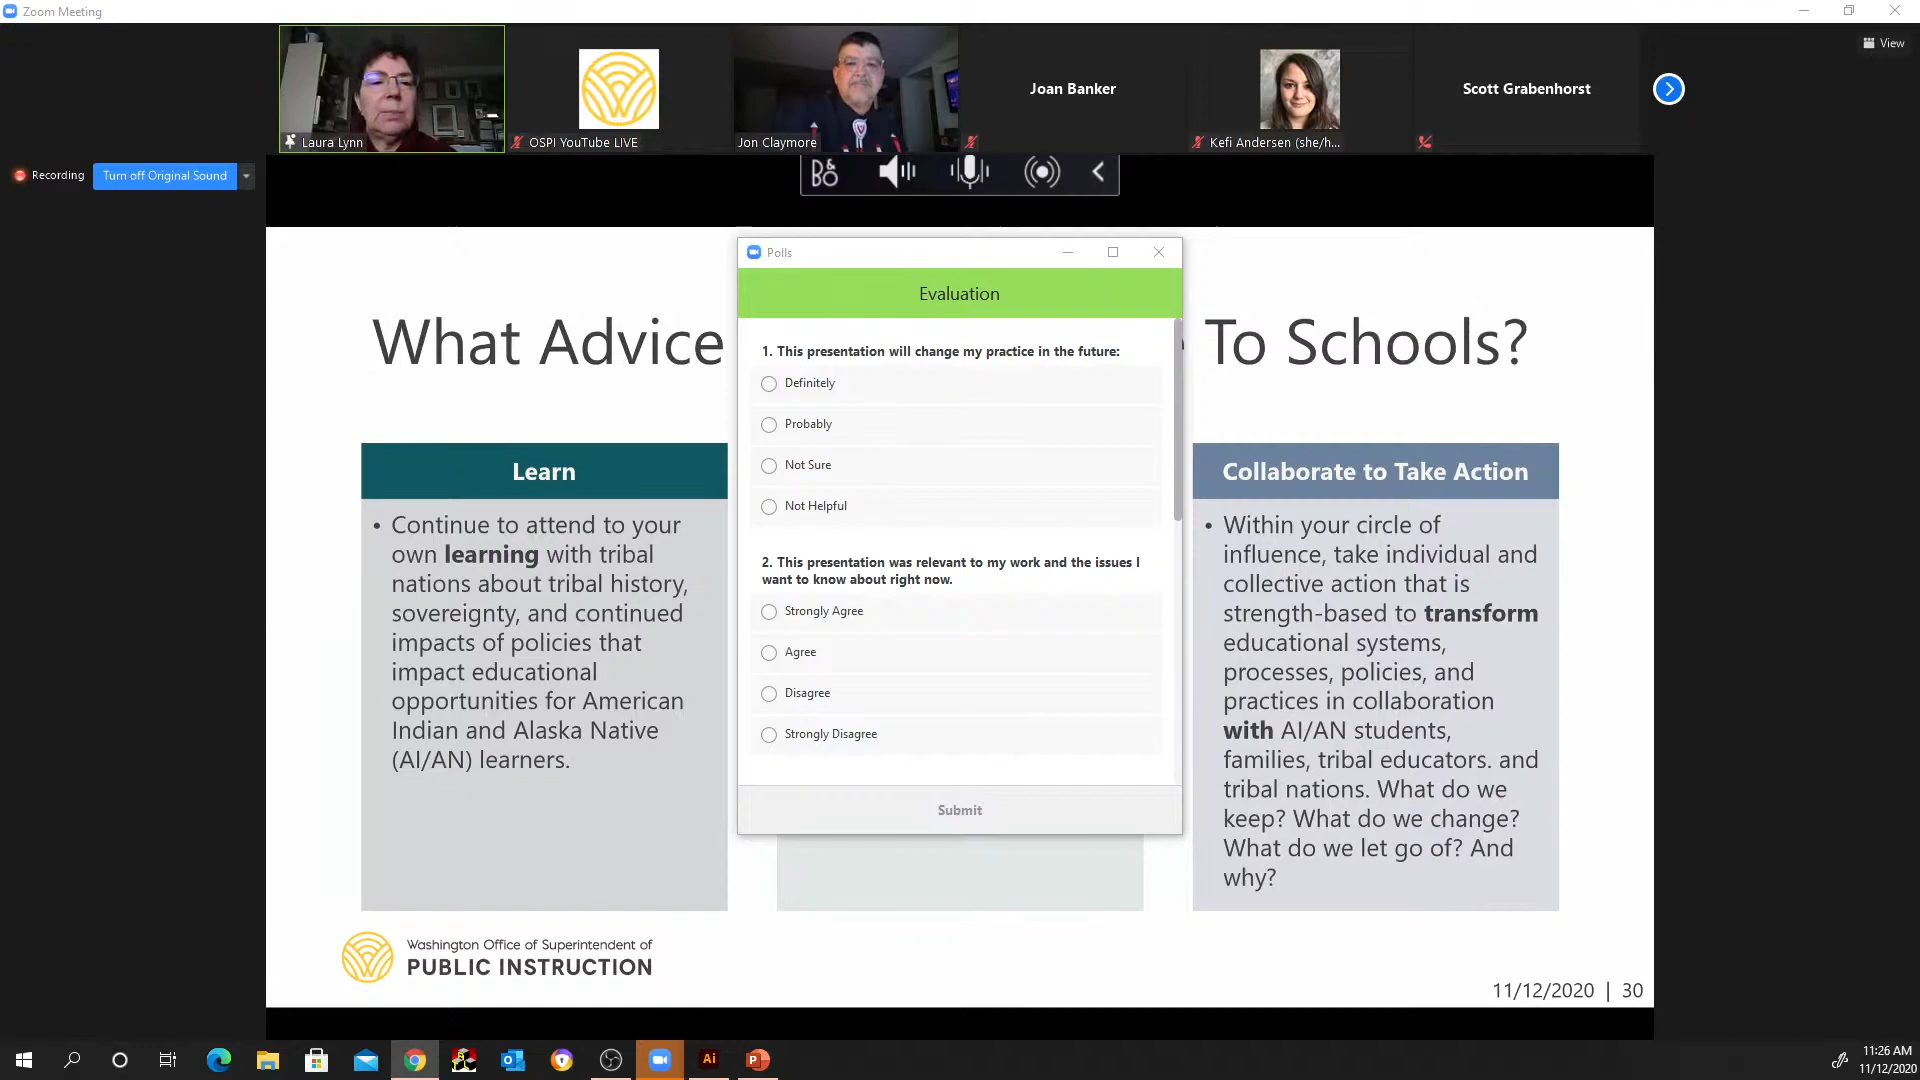 Zoom Meeting
View
Laura Lynn
OSPI YouTube LIVE
Jon Claymore
Joan Banker
Kefi Andersen (she/h...
Scott Grabenhorst
Recording
Turn off Original Sound
Polls
Evaluation
What Advice
To Schools?
1. This presentation will change my practice in the future:
Definitely
Probably
Not Sure
Not Helpful
2. This presentation was relevant to my work and the issues I
want to know about right now.
Strongly Agree
Agree
Disagree
Strongly Disagree
Submit
Learn
• Continue to attend to your
own learning with tribal
nations about tribal history,
sovereignty, and continued
impacts of policies that
impact educational
opportunities for American
Indian and Alaska Native
(AI/AN) learners.
Collaborate to Take Action
• Within your circle of
influence, take individual and
collective action that is
strength-based to transform
educational systems,
processes, policies, and
practices in collaboration
with AI/AN students,
families, tribal educators. and
tribal nations. What do we
keep? What do we change?
What do we let go of? And
why?
Washington Office of Superintendent of
PUBLIC INSTRUCTION
11/12/2020 | 30
11:26 AM
11/12/2020